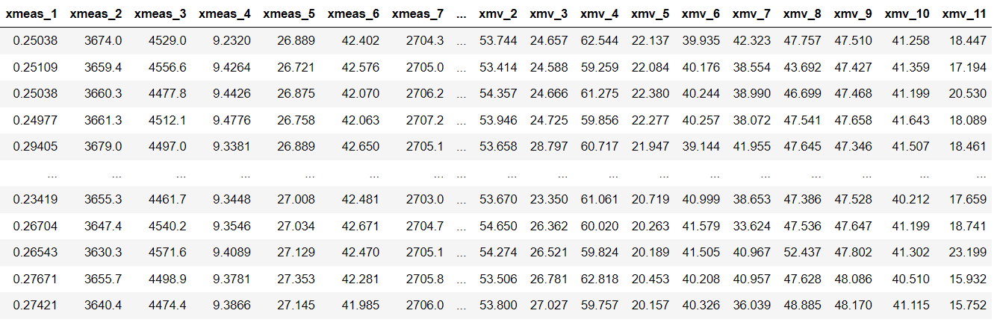 xmeas_1 xmeas_2 xmeas_3 xmeas_4 xmeas_5 xmeas_6 xmeas_7 ... xmv_2 xmv_3 xmv_4 xmv_5 xmv_6 xmv_7 xmv_8 xmv_9 xmv_10 xmv_11
0.25038 3674.0 4529.0 9.2320 26.889 42.402 2704.3 ... 53.744 24.657 62.544 22.137 39.935 42.323 47.757 47.510 41.258 18.447
0.25109 3659.4 4556.6 9.4264 26.721 42.576 2705.0 ... 53.414 24.588 59.259 22.084 40.176 38.554 43.692 47.427 41.359 17.194
0.25038 3660.3 4477.8 9.4426 26.875 42.070 2706.2 ... 54.357 24.666 61.275 22.380 40.244 38.990 46.699 47.468 41.199 20.530
0.24977 3661.3 4512.1 9.4776 26.758 42.063 2707.2 ... 53.946 24.725 59.856 22.277 40.257 38.072 47.541 47.658 41.643 18.089
0.29405 3679.0 4497.0 9.3381 26.889 42.650 2705.1 ... 53.658 28.797 60.717 21.947 39.144 41.955 47.645 47.346 41.507 18.461
... ... ... ... ... ... ... ... ... ... ... ... ... ... ... ... ... ...
0.23419 3655.3 4461.7 9.3448 27.008 42.481 2703.0 ... 53.670 23.350 61.061 20.719 40.999 38.653 47.386 47.528 40.212 17.659
0.26704 3647.4 4540.2 9.3546 27.034 42.671 2704.7 ... 54.650 26.362 60.020 20.263 41.579 33.624 47.536 47.647 41.199 18.741
0.26543 3630.3 4571.6 9.4089 27.129 42.470 2705.1 ... 54.274 26.521 59.824 20.189 41.505 40.967 52.437 47.802 41.302 23.199
0.27671 3655.7 4498.9 9.3781 27.353 42.281 2705.8 ... 53.506 26.781 62.818 20.453 40.208 40.957 47.628 48.086 40.510 15.932
0.27421 3640.4 4474.4 9.3866 27.145 41.985 2706.0 ... 53.800 27.027 59.757 20.157 40.326 36.039 48.885 48.170 41.115 15.752